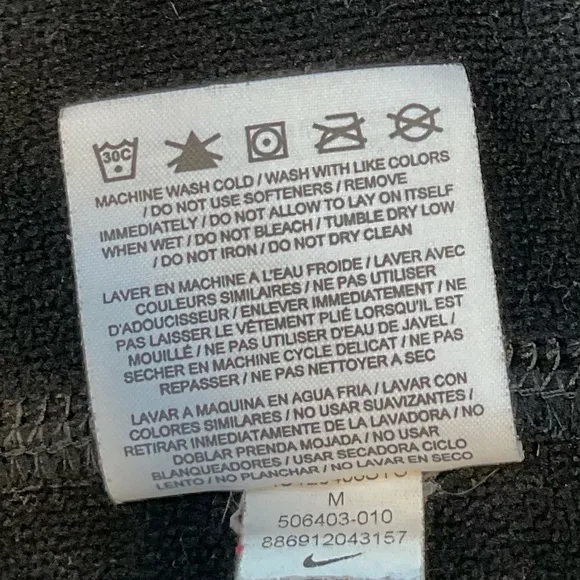 30C
MACHINE WASH COLD / WASH WITH LIKE COLORS
/ DO NOT USE SOFTENERS / REMOVE
IMMEDIATELY / DO NOT ALLOW TO LAY ON ITSELF
WHEN WET / DO NOT BLEACH / TUMBLE DRY LOW
/ DO NOT IRON / DO NOT DRY CLEAN
LAVER EN MACHINE A L'EAU FROIDE / LAVER AVEC
COULEURS SIMILAIRES / NE PAS UTILISER
D'ADOUCISSEUR / ENLEVER IMMEDIATEMENT / NE
PAS LAISSER LE VÊTEMENT PLIÉ LORSQU'IL EST
MOUILLÉ / NE PAS UTILISER D'EAU DE JAVEL /
SECHER EN MACHINE CYCLE DELICAT / NE PAS
REPASSER / NE PAS NETTOYER A SEC
LAVAR A MAQUINA EN AGUA FRIA / LAVAR CON
COLORES SIMILARES / NO USAR SUAVIZANTES /
RETIRAR INMEDIATAMENTE DE LA LAVADORA / NO
DOBLAR PRENDA MOJADA / NO USAR
BLANQUEADORES / USAR SECADORA CICLO
LENTO / NO PLANCHAR / NO LAVAR EN SECO
M
506403-010
886912043157